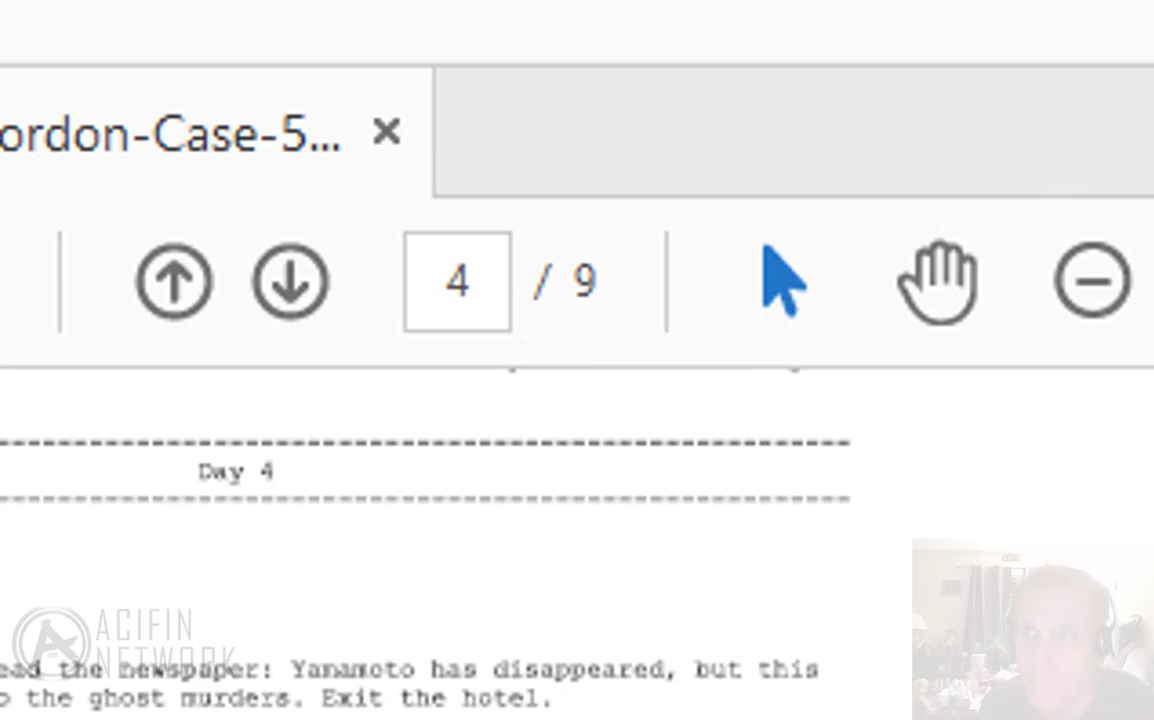 ordon-Case-5...
4 / 9
Day 4
ACIFIN
NETWORK
ead the newspaper: Yamamoto has disappeared, but this
o the ghost murders. Exit the hotel.